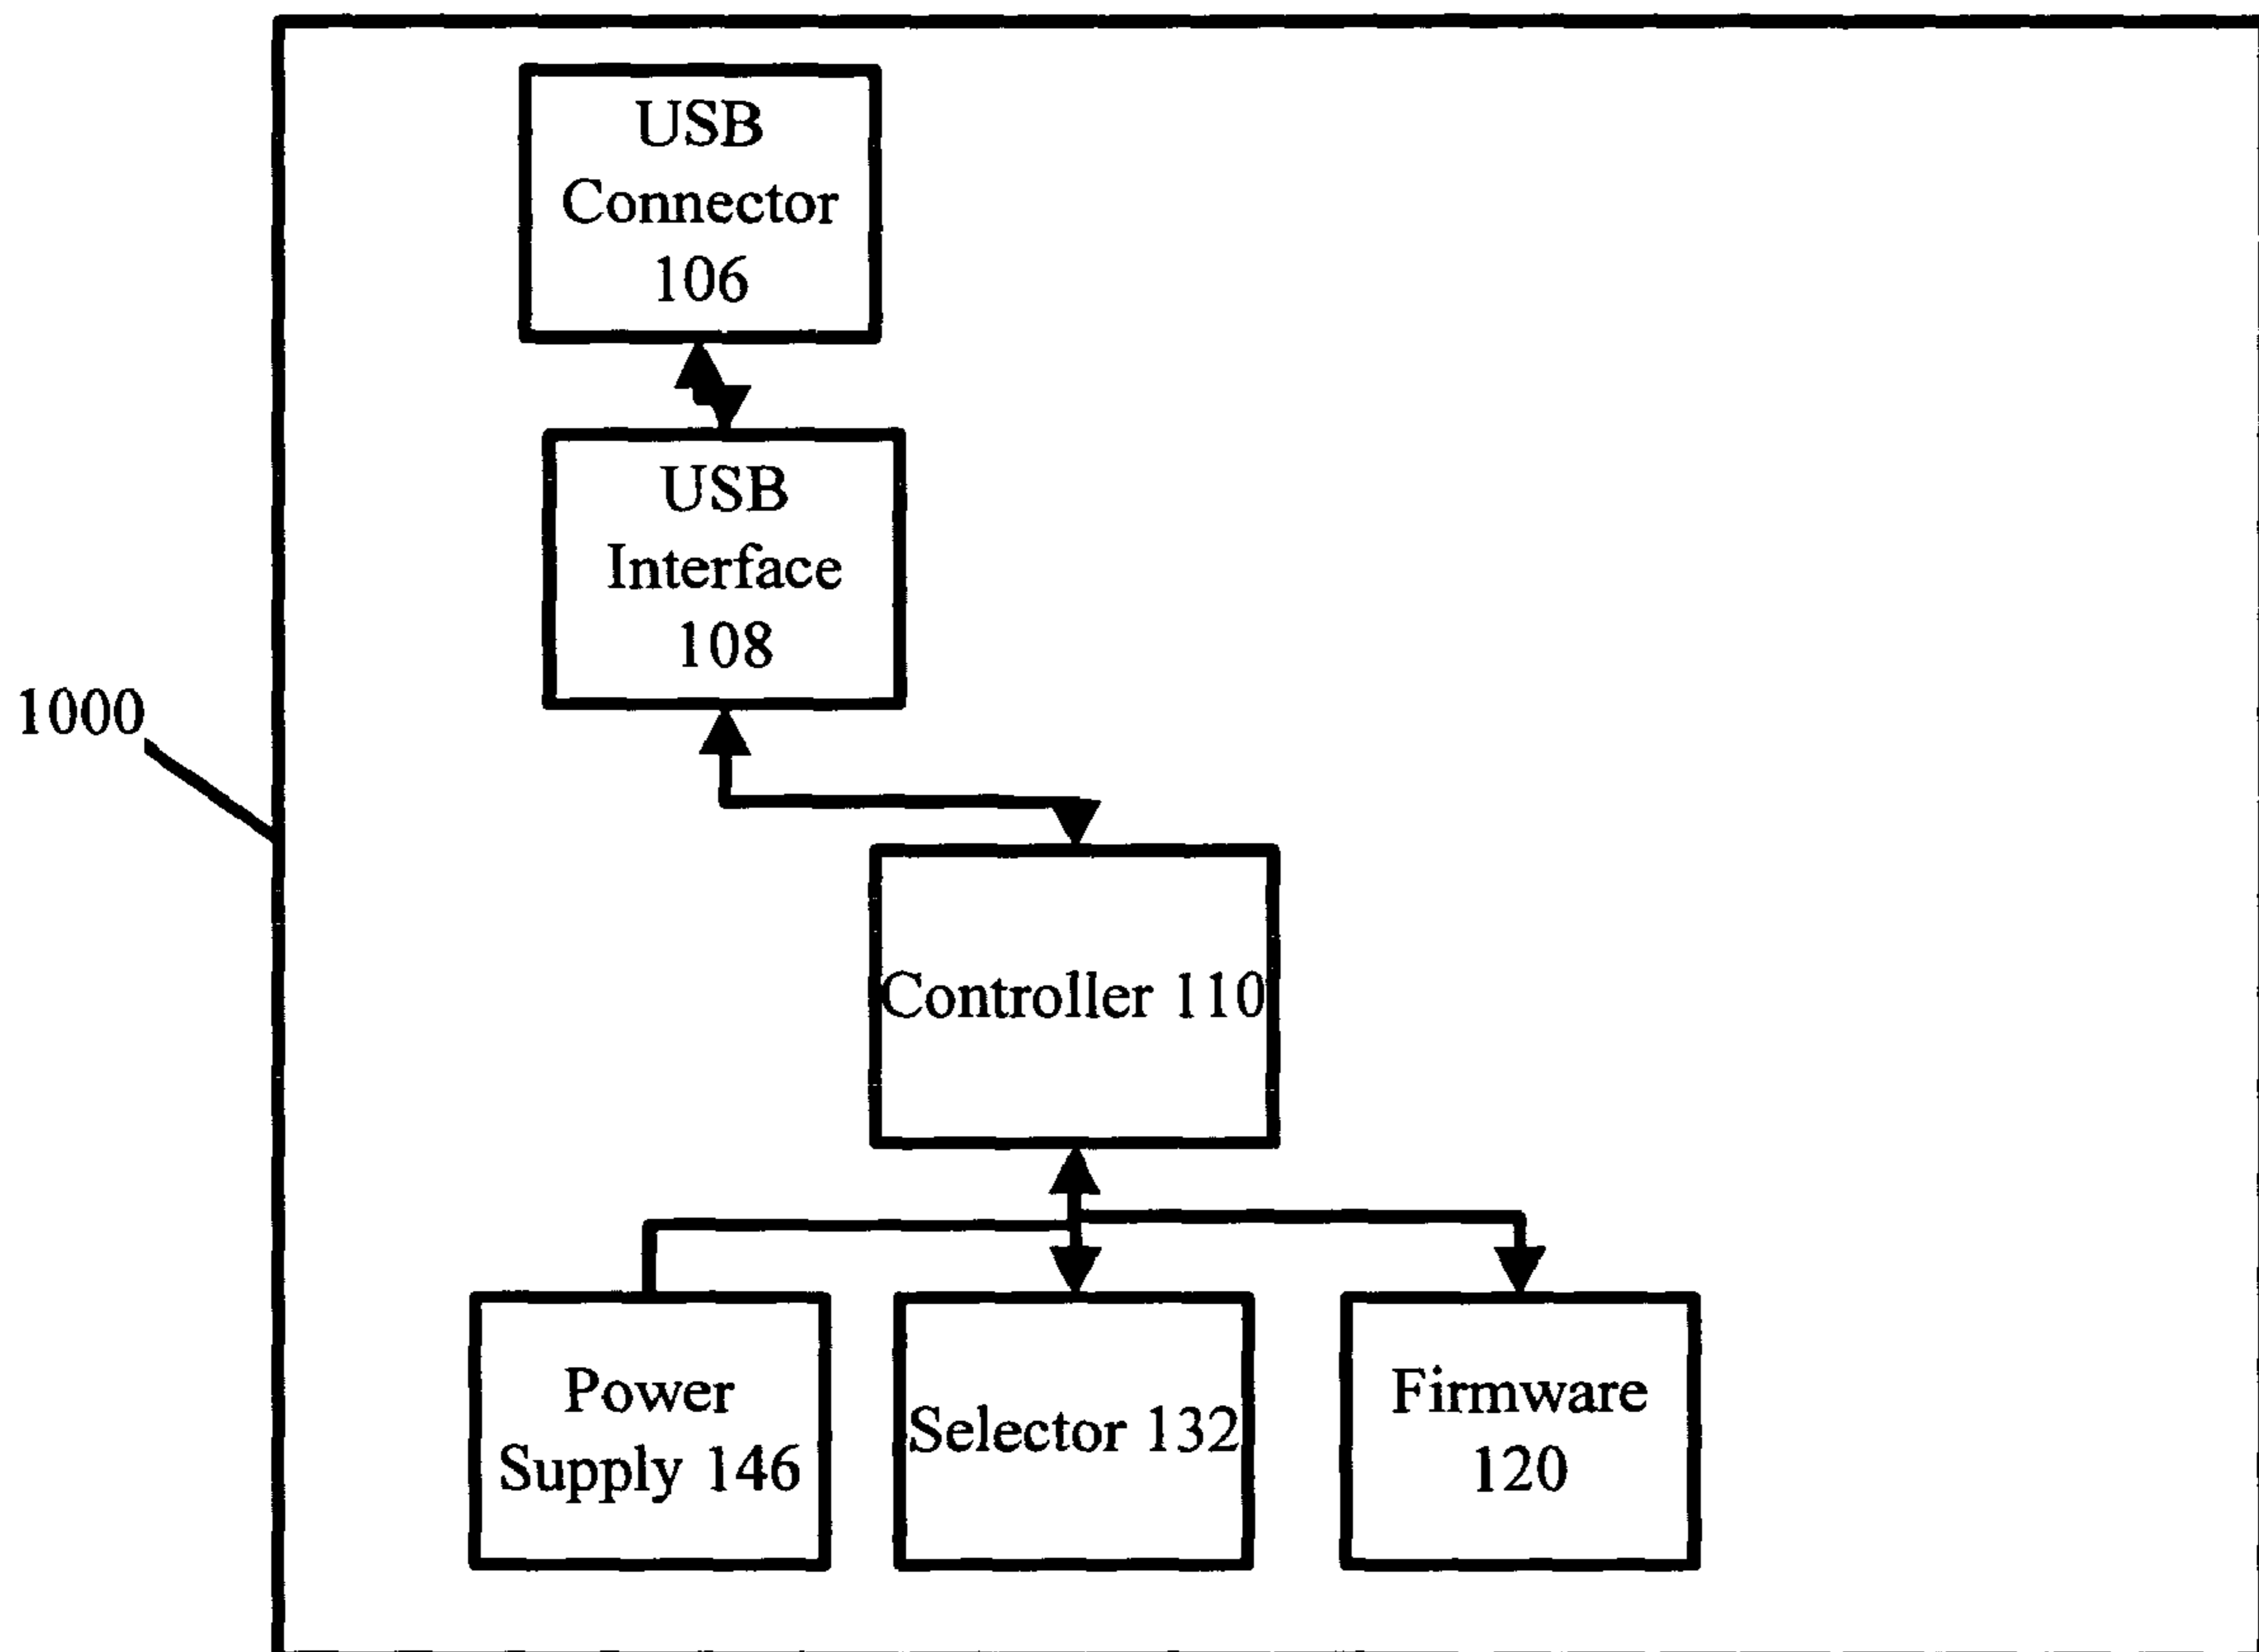 USB
Connector
106
USB
Interface
108
1000
Controller 110
Power
Supply 146
Selector 132
Firmware
120